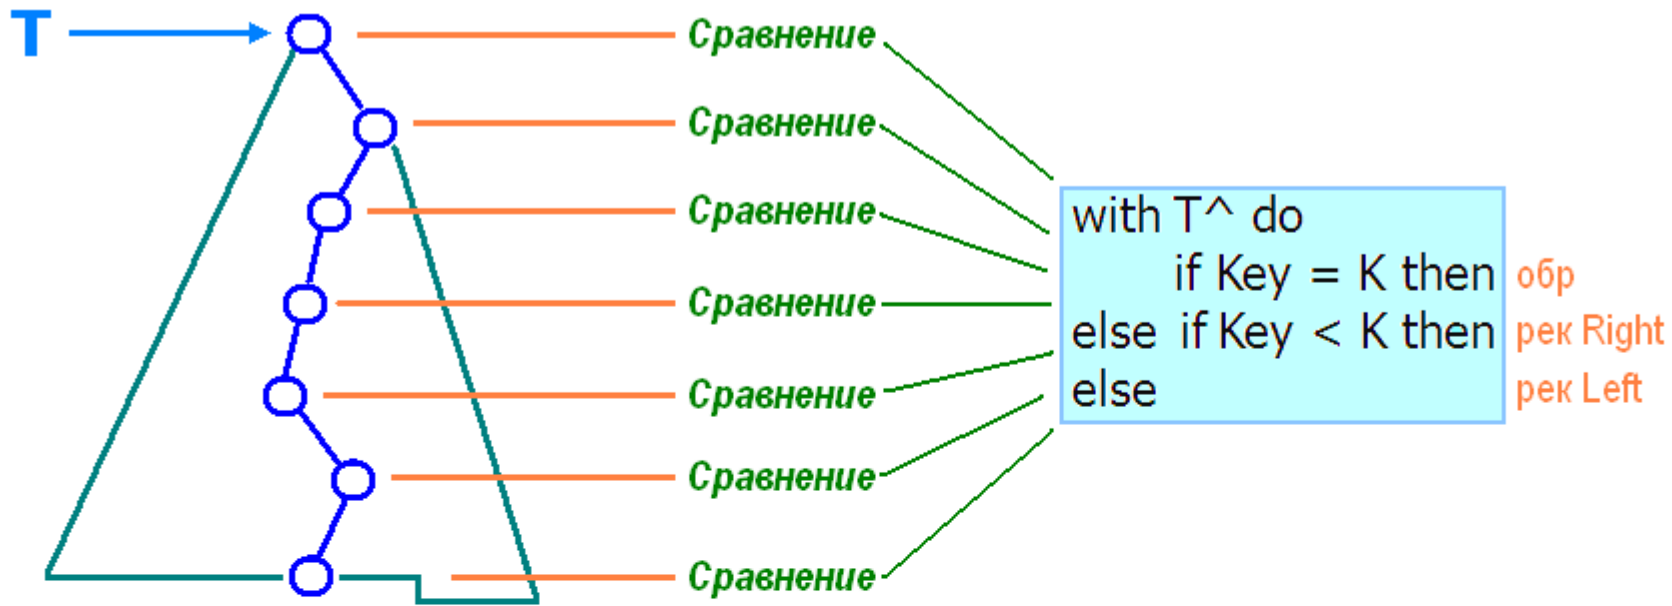 T
Сравнение
Сравнение
Сравнение
Сравнение
Сравнение
Сравнение
Сравнение
with T^ do
if Key = K then обр
else if Key < K then рек Right
else рек Left